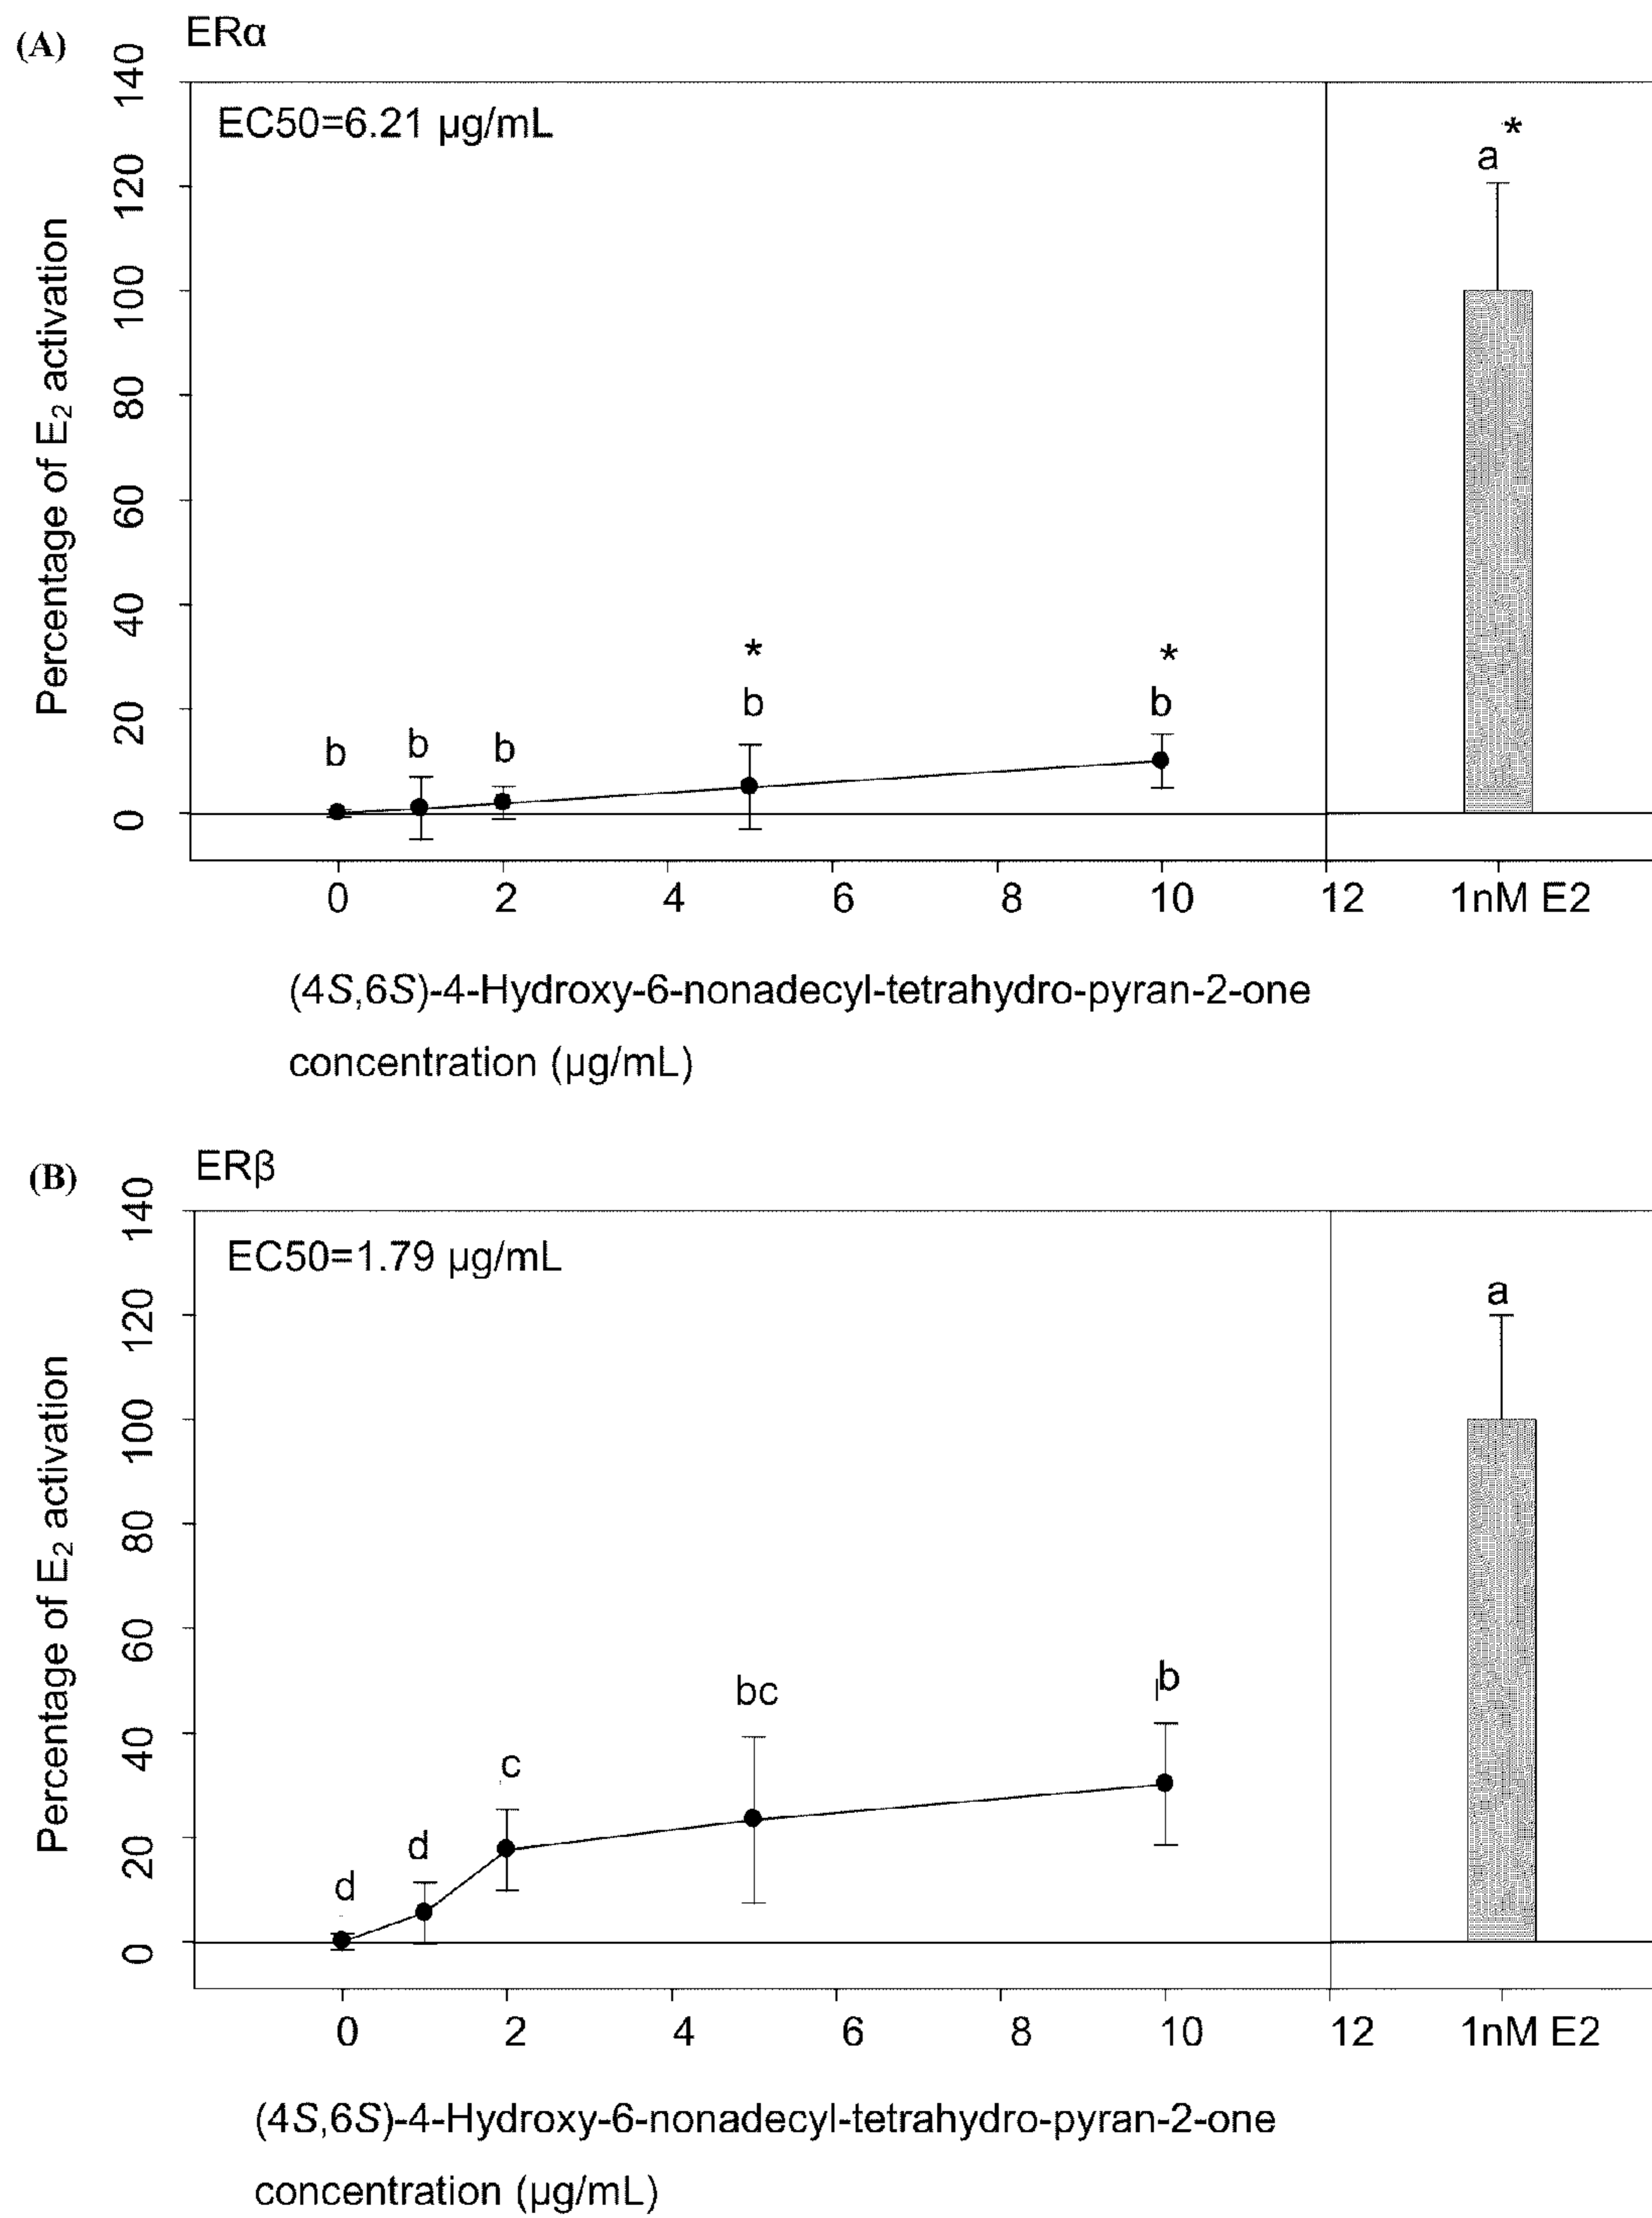 (A) ERα
EC50=6.21 µg/mL
Percentage of E2 activation
140
120
100
80
60
40
20
0
b
b
b
*
b
*
b
a *
0 2 4 6 8 10 12 1nM E2
(4S,6S)-4-Hydroxy-6-nonadecyl-tetrahydro-pyran-2-one
concentration (µg/mL)
(B) ERβ
EC50=1.79 µg/mL
Percentage of E2 activation
140
120
100
80
60
40
20
0
d
d
c
bc
b
a
0 2 4 6 8 10 12 1nM E2
(4S,6S)-4-Hydroxy-6-nonadecyl-tetrahydro-pyran-2-one
concentration (µg/mL)